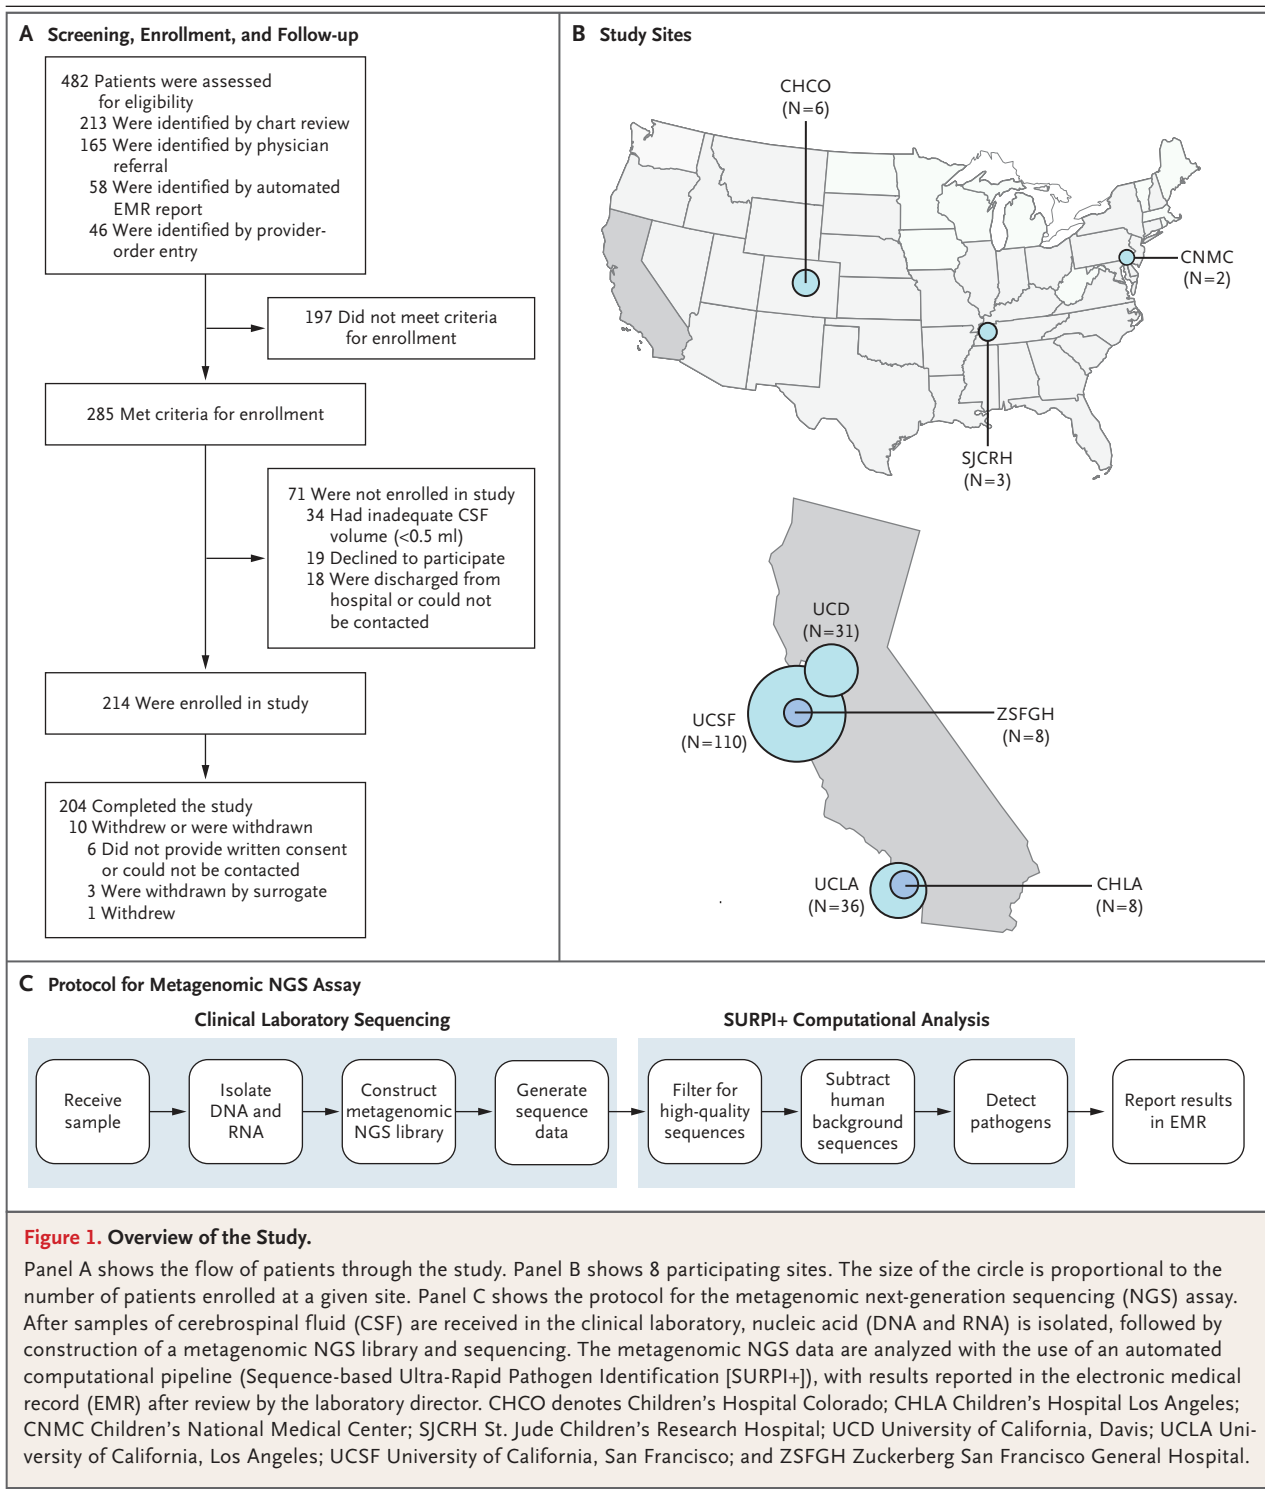 A Screening, Enrollment, and Follow-up
482 Patients were assessed
for eligibility
213 Were identified by chart review
165 Were identified by physician
referral
58 Were identified by automated
EMR report
46 Were identified by provider-
order entry
197 Did not meet criteria
for enrollment
285 Met criteria for enrollment
71 Were not enrolled in study
34 Had inadequate CSF
volume (<0.5 ml)
19 Declined to participate
18 Were discharged from
hospital or could not
be contacted
214 Were enrolled in study
204 Completed the study
10 Withdrew or were withdrawn
6 Did not provide written consent
or could not be contacted
3 Were withdrawn by surrogate
1 Withdrew
B Study Sites
CHCO
(N=6)
CNMC
(N=2)
SJCRH
(N=3)
UCD
(N=31)
UCSF
(N=110)
ZSFGH
(N=8)
UCLA
(N=36)
CHLA
(N=8)
C Protocol for Metagenomic NGS Assay
Clinical Laboratory Sequencing
SURPI+ Computational Analysis
Receive
sample
Isolate
DNA and
RNA
Construct
metagenomic
NGS library
Generate
sequence
data
Filter for
high-quality
sequences
Subtract
human
background
sequences
Detect
pathogens
Report results
in EMR
Figure 1. Overview of the Study.
Panel A shows the flow of patients through the study. Panel B shows 8 participating sites. The size of the circle is proportional to the
number of patients enrolled at a given site. Panel C shows the protocol for the metagenomic next-generation sequencing (NGS) assay.
After samples of cerebrospinal fluid (CSF) are received in the clinical laboratory, nucleic acid (DNA and RNA) is isolated, followed by
construction of a metagenomic NGS library and sequencing. The metagenomic NGS data are analyzed with the use of an automated
computational pipeline (Sequence-based Ultra-Rapid Pathogen Identification [SURPI+]), with results reported in the electronic medical
record (EMR) after review by the laboratory director. CHCO denotes Children's Hospital Colorado; CHLA Children's Hospital Los Angeles;
CNMC Children's National Medical Center; SJCRH St. Jude Children's Research Hospital; UCD University of California, Davis; UCLA Uni-
versity of California, Los Angeles; UCSF University of California, San Francisco; and ZSFGH Zuckerberg San Francisco General Hospital.